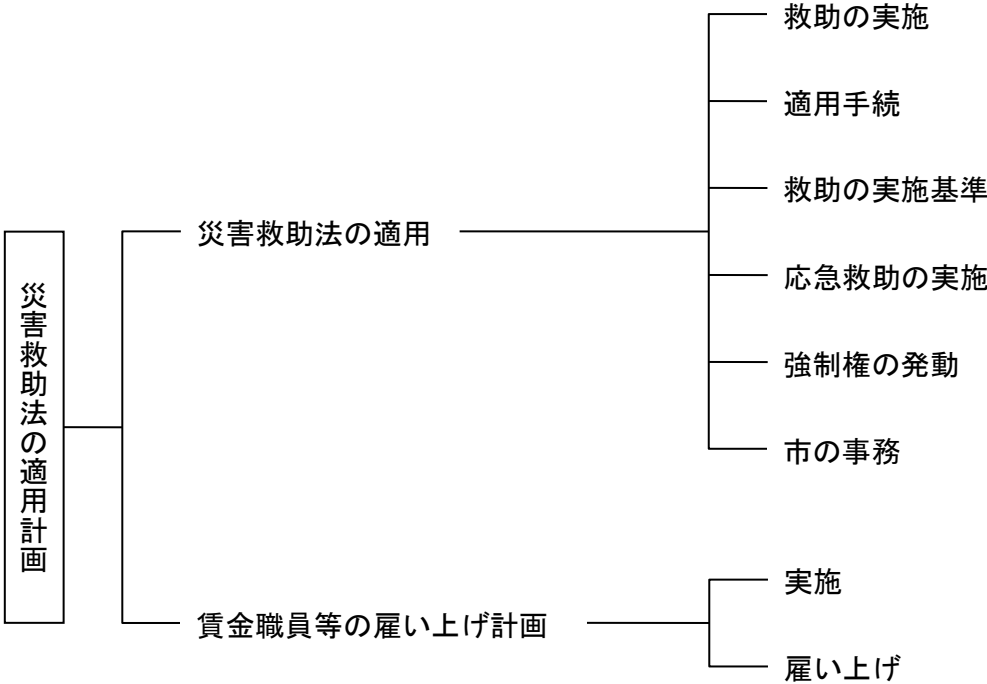 災害救助法の適用計画
災害救助法の適用
救助の実施
適用手続
救助の実施基準
応急救助の実施
強制権の発動
市の事務
賃金職員等の雇い上げ計画
実施
雇い上げ